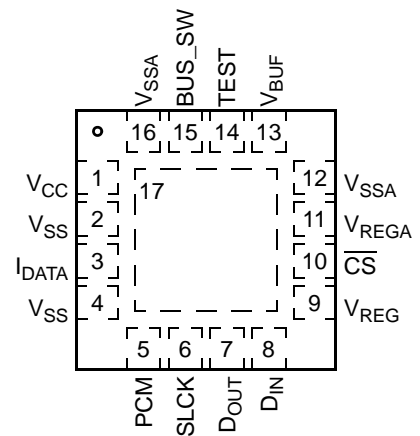 VSSA BUS_SW TEST VBUF
16 15 14 13
VCC 1 17 12 VSSA
VSS 2 11 VREGA
IDATA 3 10 CS
VSS 4 9 VREG
5 6 7 8
PCM SLCK DOUT DIN